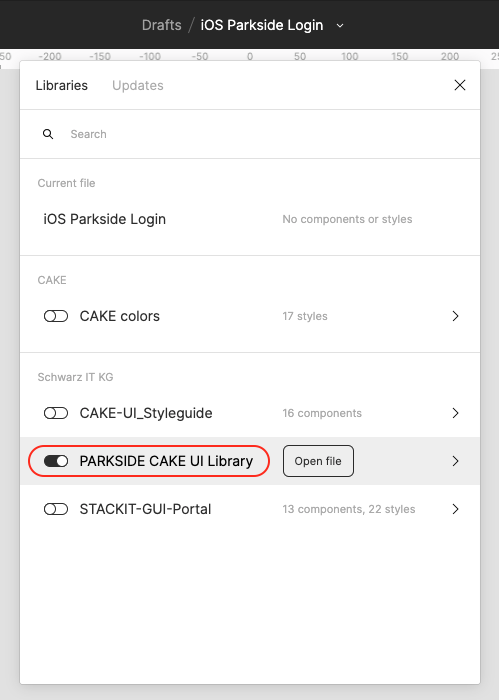 Drafts / iOS Parkside Login
-200 -150 -100 -50 0 50 100 150 200
Libraries Updates
Search
Current file
iOS Parkside Login No components or styles
CAKE
CAKE colors 17 styles
Schwarz IT KG
CAKE-UI_Styleguide 16 components
PARKSIDE CAKE UI Library Open file
STACKIT-GUI-Portal 13 components, 22 styles